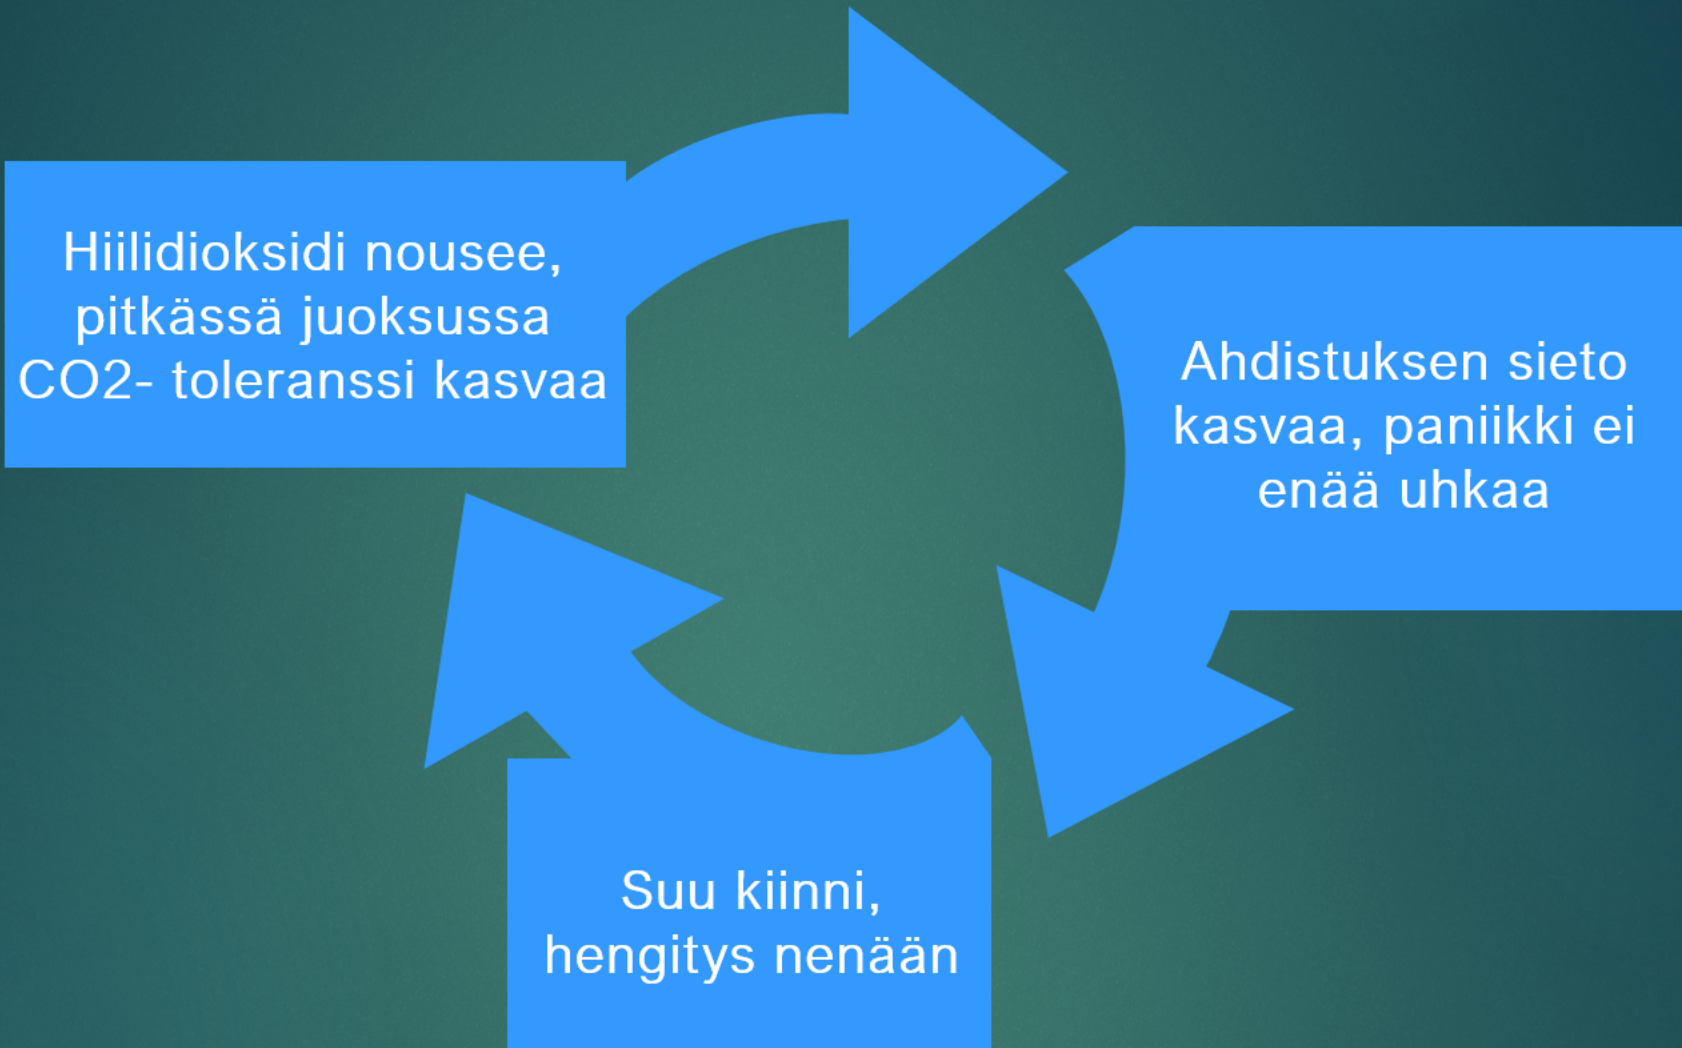 Hiilidioksidi nousee,
pitkässä juoksussa
CO2- toleranssi kasvaa
Ahdistuksen sieto
kasvaa, paniikki ei
enää uhkaa
Suu kiinni,
hengitys nenään